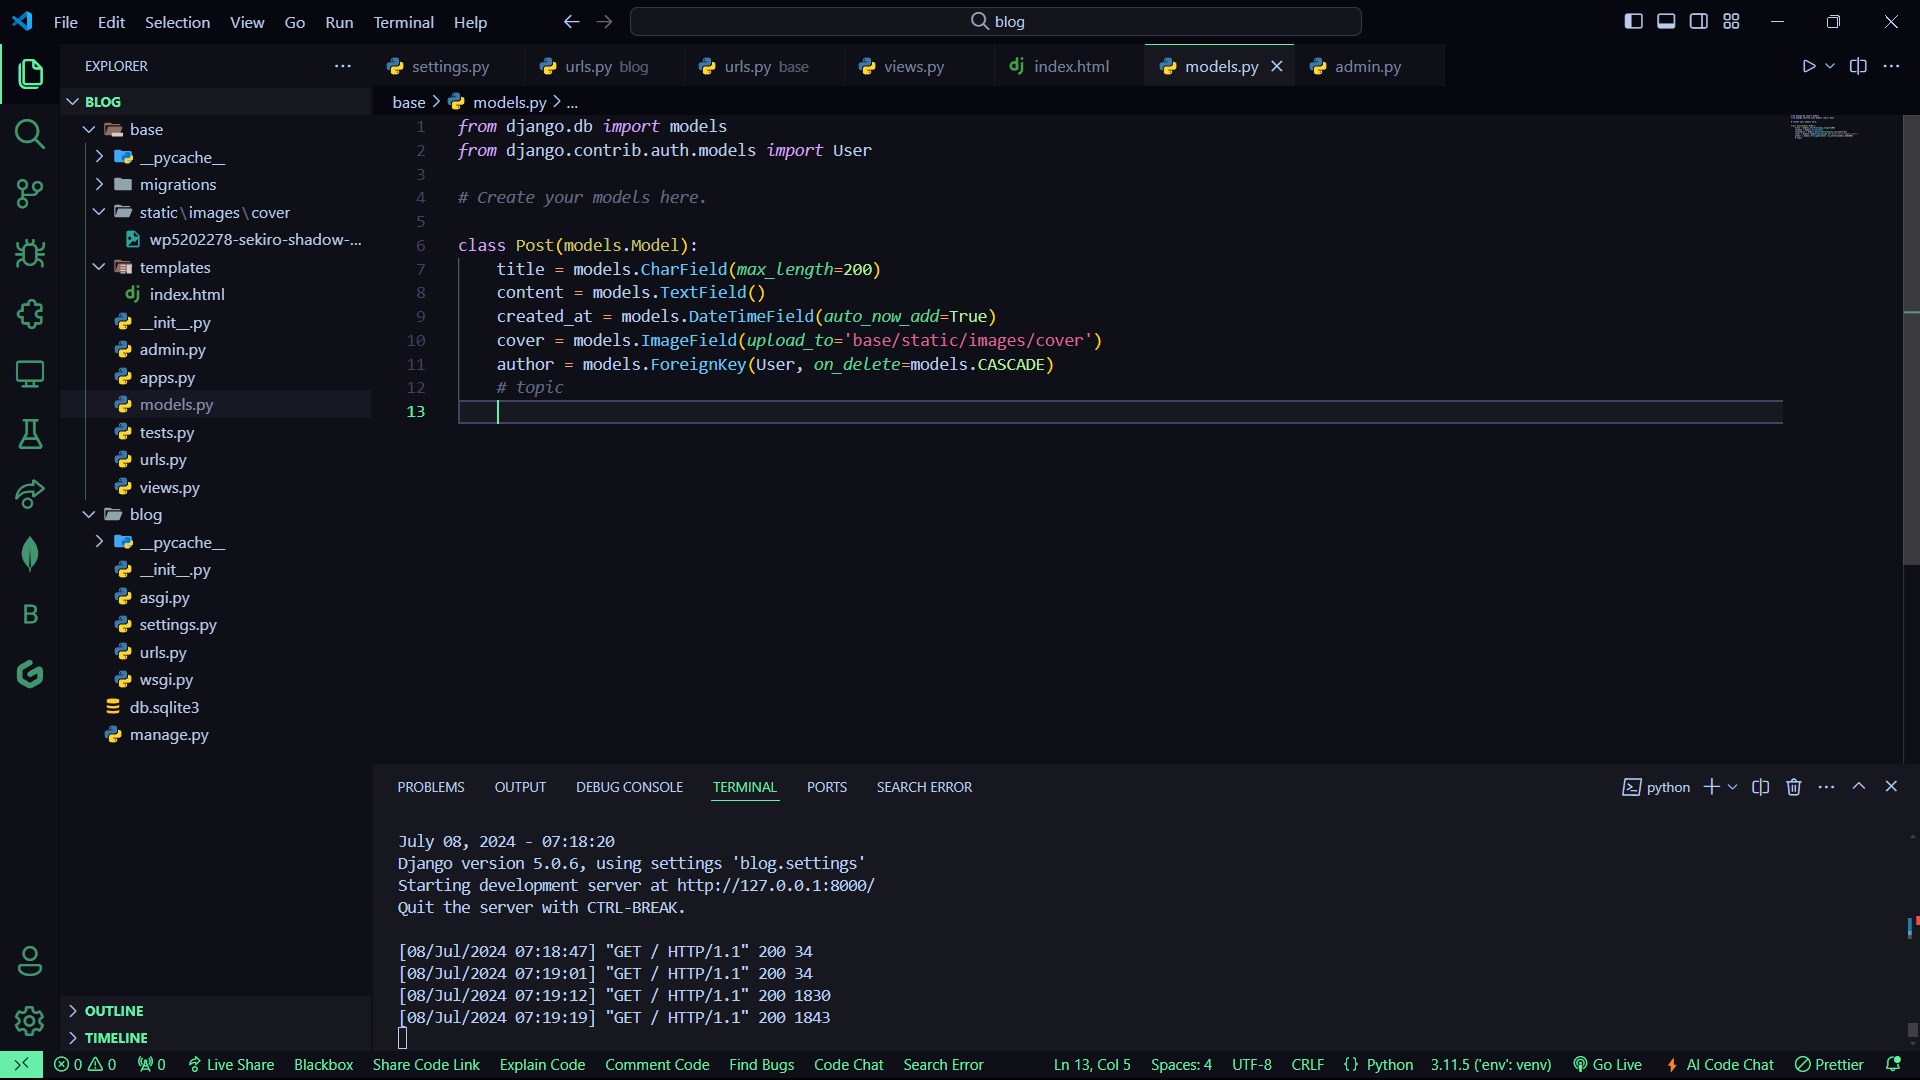 File Edit Selection View Go Run Terminal Help
blog
EXPLORER
settings.py
urls.py blog
urls.py base
views.py
index.html
models.py
admin.py
BLOG
base
__pycache__
migrations
static\images\cover
wp5202278-sekiro-shadow-...
templates
index.html
__init__.py
admin.py
apps.py
models.py
tests.py
urls.py
views.py
blog
__pycache__
__init__.py
asgi.py
settings.py
urls.py
wsgi.py
db.sqlite3
manage.py
OUTLINE
TIMELINE
base > models.py > ...
1 from django.db import models
2 from django.contrib.auth.models import User
3
4 # Create your models here.
5
6 class Post(models.Model):
7 title = models.CharField(max_length=200)
8 content = models.TextField()
9 created_at = models.DateTimeField(auto_now_add=True)
10 cover = models.ImageField(upload_to='base/static/images/cover')
11 author = models.ForeignKey(User, on_delete=models.CASCADE)
12 # topic
13
PROBLEMS OUTPUT DEBUG CONSOLE TERMINAL PORTS SEARCH ERROR
python
July 08, 2024 - 07:18:20
Django version 5.0.6, using settings 'blog.settings'
Starting development server at http://127.0.0.1:8000/
Quit the server with CTRL-BREAK.
[08/Jul/2024 07:18:47] "GET / HTTP/1.1" 200 34
[08/Jul/2024 07:19:01] "GET / HTTP/1.1" 200 34
[08/Jul/2024 07:19:12] "GET / HTTP/1.1" 200 1830
[08/Jul/2024 07:19:19] "GET / HTTP/1.1" 200 1843
0 0 0 Live Share Blackbox Share Code Link Explain Code Comment Code Find Bugs Code Chat Search Error Ln 13, Col 5 Spaces: 4 UTF-8 CRLF {} Python 3.11.5 ('env': venv) Go Live AI Code Chat Prettier